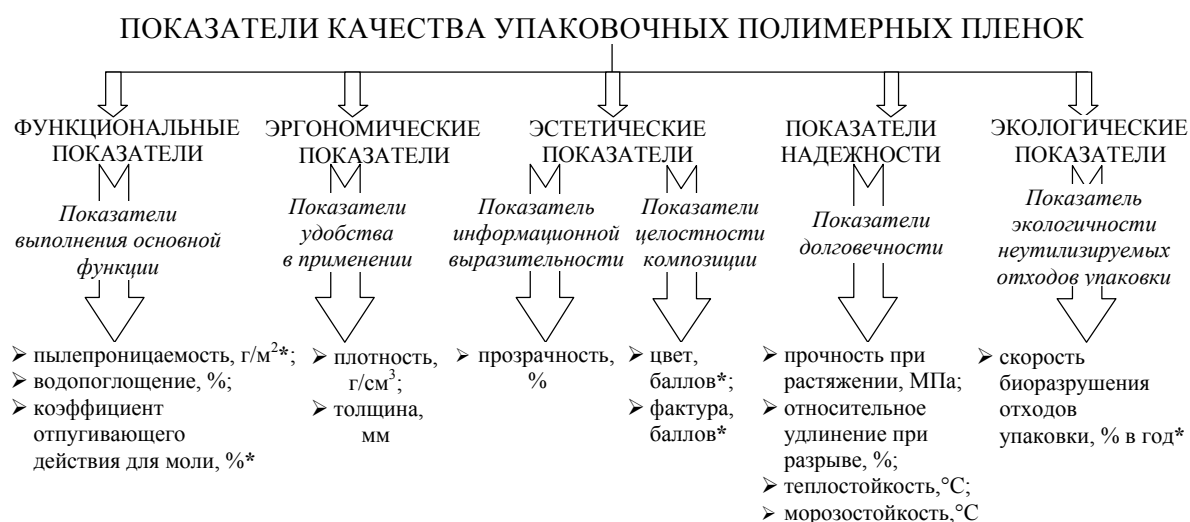 ПОКАЗАТЕЛИ КАЧЕСТВА УПАКОВОЧНЫХ ПОЛИМЕРНЫХ ПЛЕНОК
ФУНКЦИОНАЛЬНЫЕ
ПОКАЗАТЕЛИ
Показатели
выполнения основной
функции
➢ пылепроницаемость, г/м²*;
➢ водопоглощение, %;
➢ коэффициент
отпугивающего
действия для моли, %*
ЭРГОНОМИЧЕСКИЕ
ПОКАЗАТЕЛИ
Показатели
удобства
в применении
➢ плотность,
г/см³;
➢ толщина,
мм
ЭСТЕТИЧЕСКИЕ
ПОКАЗАТЕЛИ
Показатель
информационной
выразительности
➢ прозрачность,
%
Показатели
целостности
композиции
➢ цвет,
баллов*;
➢ фактура,
баллов*
ПОКАЗАТЕЛИ
НАДЕЖНОСТИ
Показатели
долговечности
➢ прочность при
растяжении, МПа;
➢ относительное
удлинение при
разрыве, %;
➢ теплостойкость,°С;
➢ морозостойкость,°С
ЭКОЛОГИЧЕСКИЕ
ПОКАЗАТЕЛИ
Показатель
экологичности
неутилизируемых
отходов упаковки
➢ скорость
биоразрушения
отходов
упаковки, % в год*